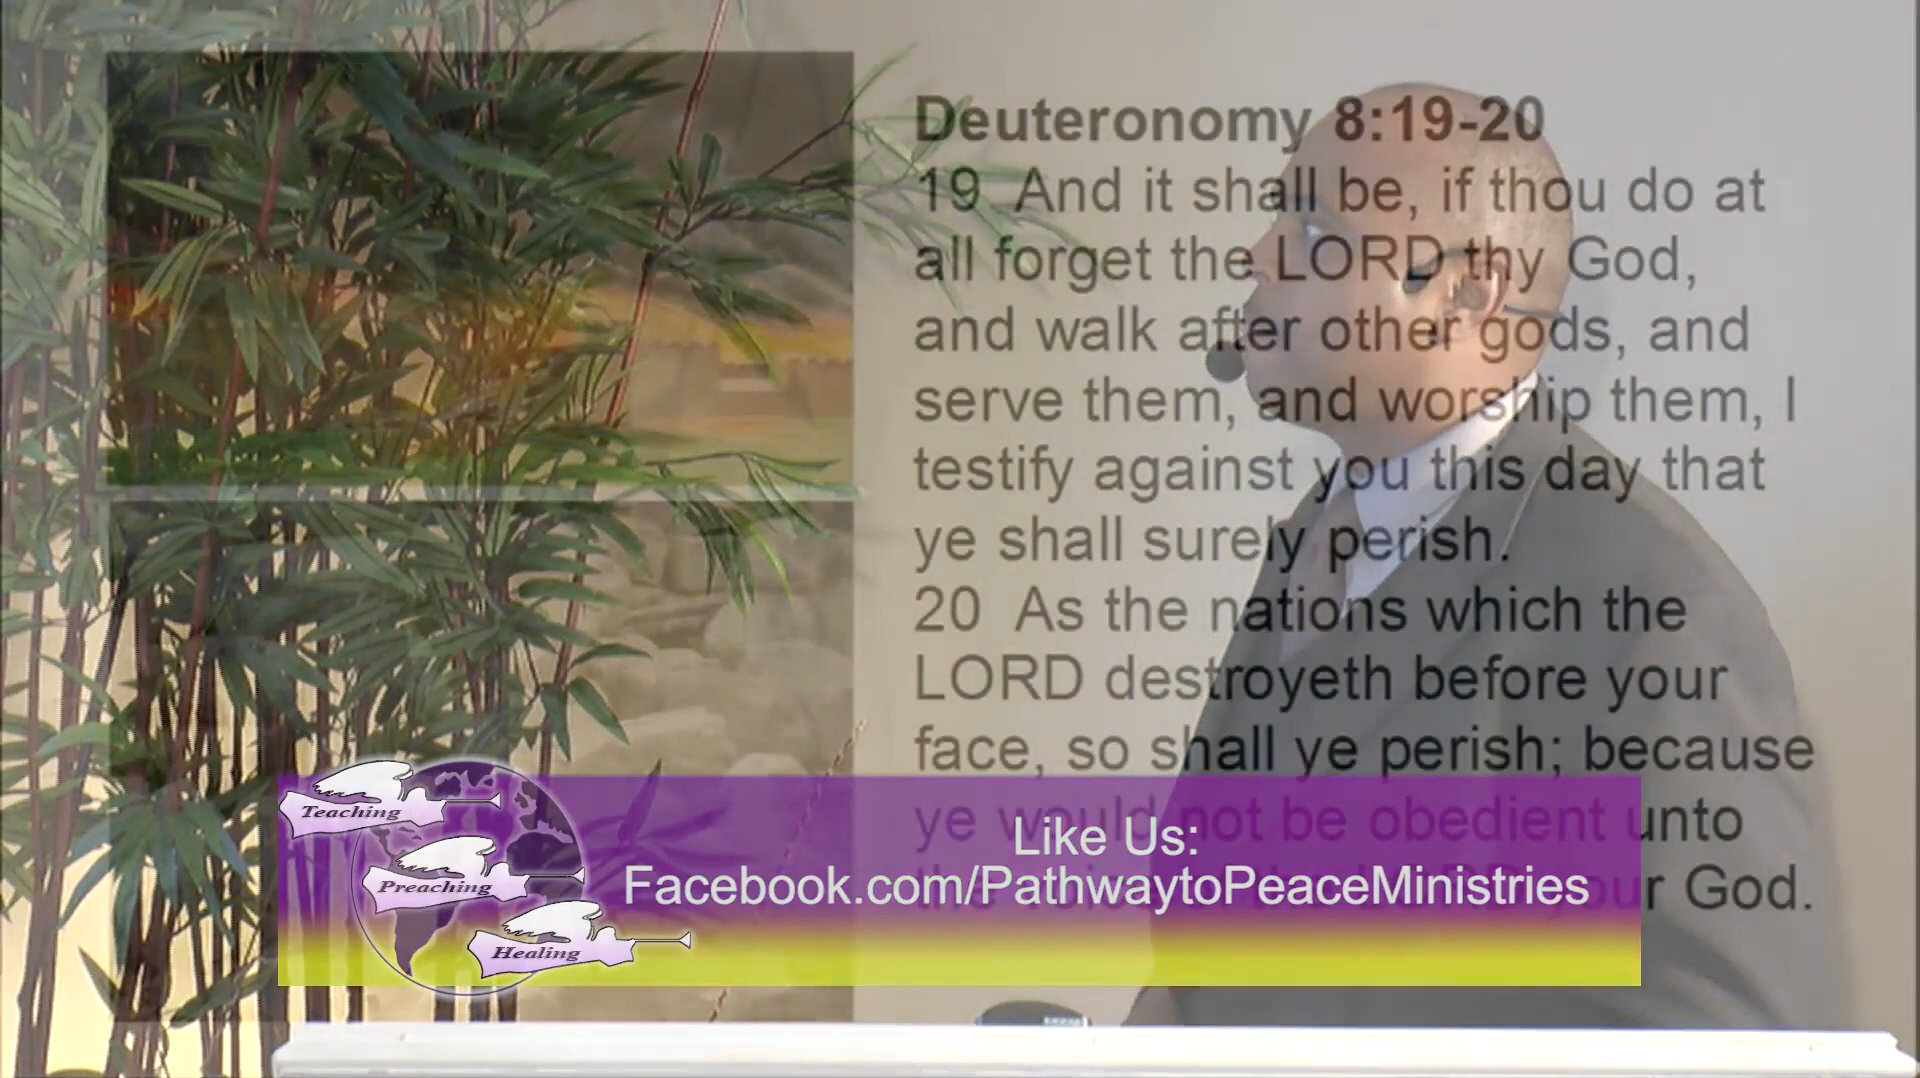 Deuteronomy 8:19-20
19 And it shall be, if thou do at
all forget the LORD thy God,
and walk after other gods, and
serve them, and worship them, I
testify against you this day that
ye shall surely perish.
20 As the nations which the
LORD destroyeth before your
face, so shall ye perish; because
ye would not be obedient unto
your God.
Like Us:
Facebook.com/PathwaytoPeaceMinistries
Teaching
Preaching
Healing